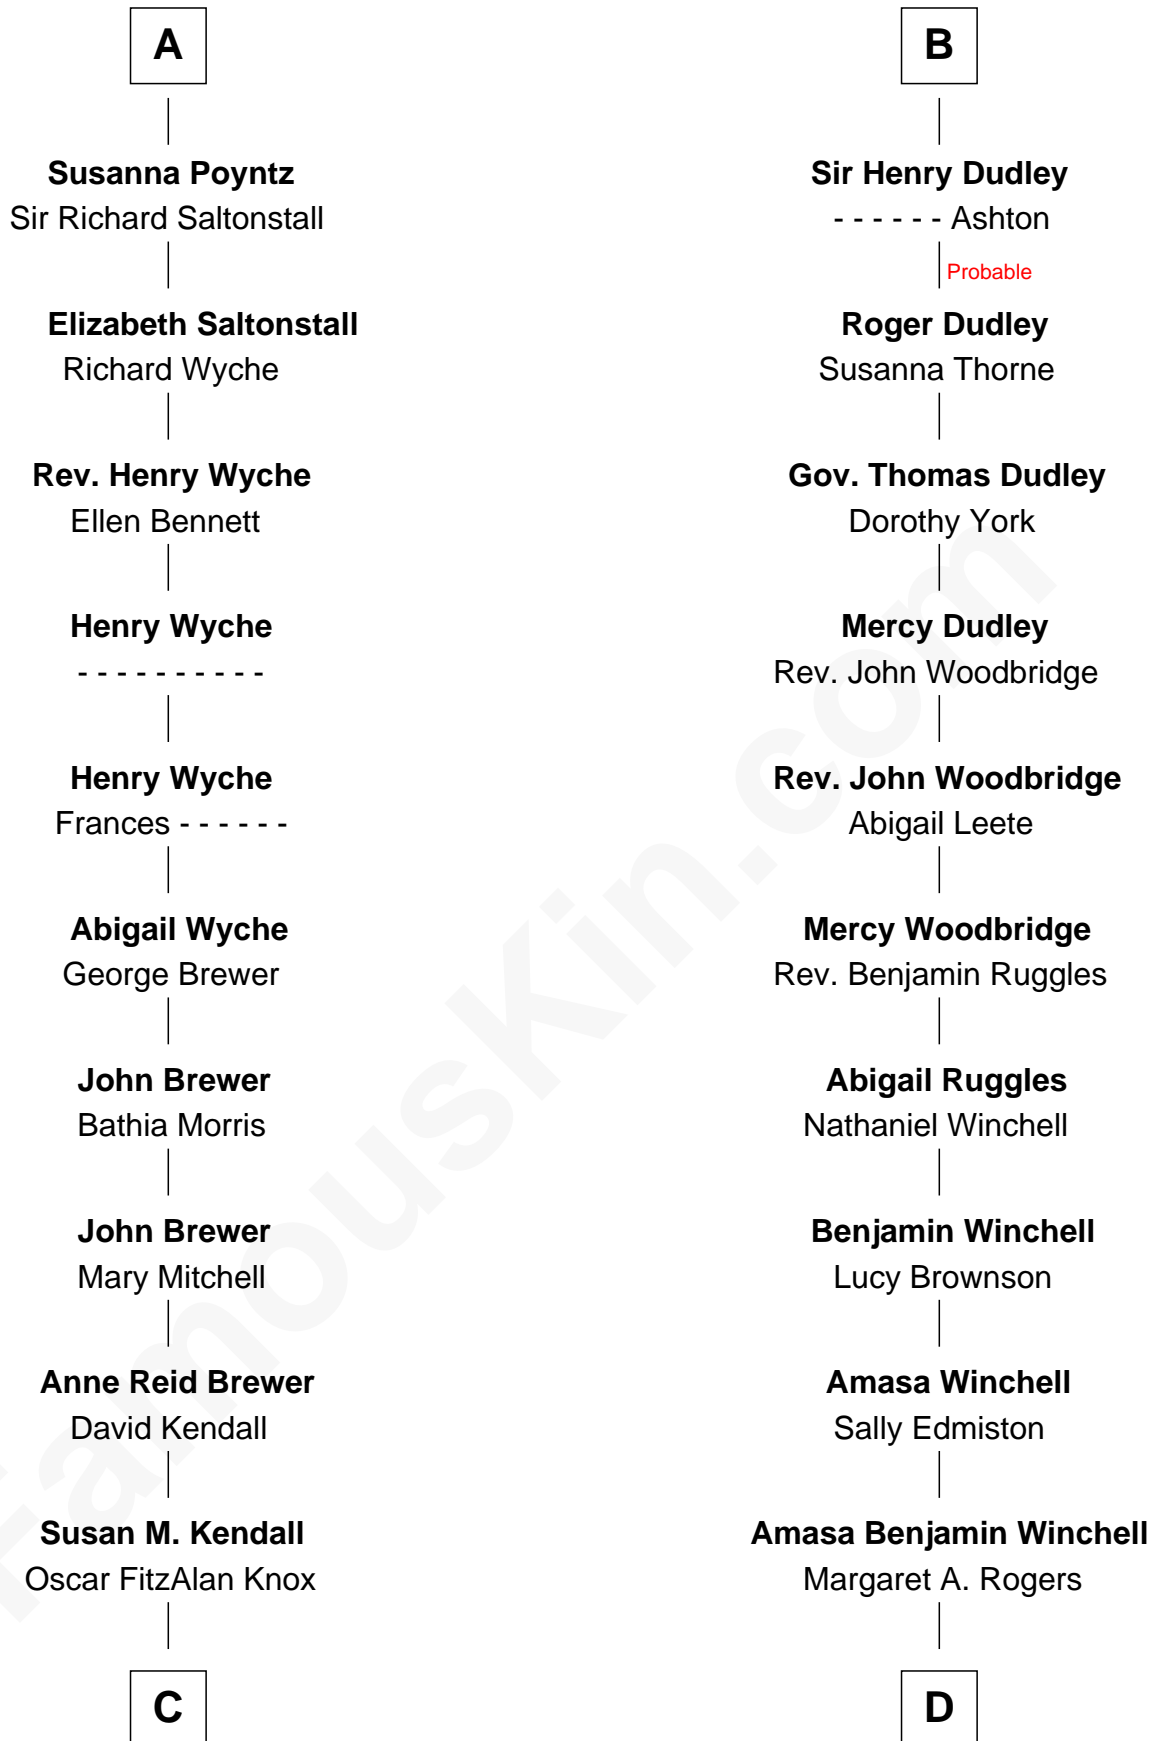 A
Susanna Poyntz
Sir Richard Saltonstall
Elizabeth Saltonstall
Richard Wyche
Rev. Henry Wyche
Ellen Bennett
Henry Wyche
- - - - - - - - - -
Henry Wyche
Frances - - - - - -
Abigail Wyche
George Brewer
John Brewer
Bathia Morris
John Brewer
Mary Mitchell
Anne Reid Brewer
David Kendall
Susan M. Kendall
Oscar FitzAlan Knox
C
B
Sir Henry Dudley
- - - - - - Ashton
Probable
Roger Dudley
Susanna Thorne
Gov. Thomas Dudley
Dorothy York
Mercy Dudley
Rev. John Woodbridge
Rev. John Woodbridge
Abigail Leete
Mercy Woodbridge
Rev. Benjamin Ruggles
Abigail Ruggles
Nathaniel Winchell
Benjamin Winchell
Lucy Brownson
Amasa Winchell
Sally Edmiston
Amasa Benjamin Winchell
Margaret A. Rogers
D
FamousKin.com